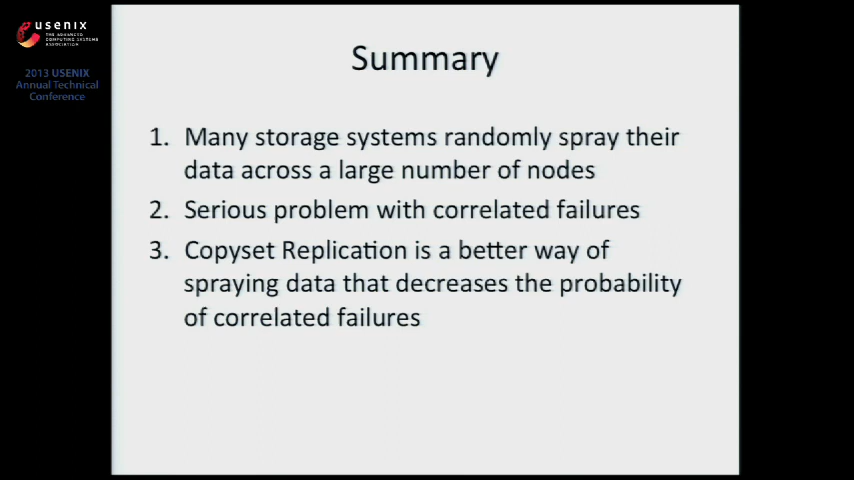 usenix
THE ADVANCED
COMPUTING SYSTEMS
ASSOCIATION
2013 USENIX
Annual Technical
Conference
Summary
1. Many storage systems randomly spray their
data across a large number of nodes
2. Serious problem with correlated failures
3. Copyset Replication is a better way of
spraying data that decreases the probability
of correlated failures